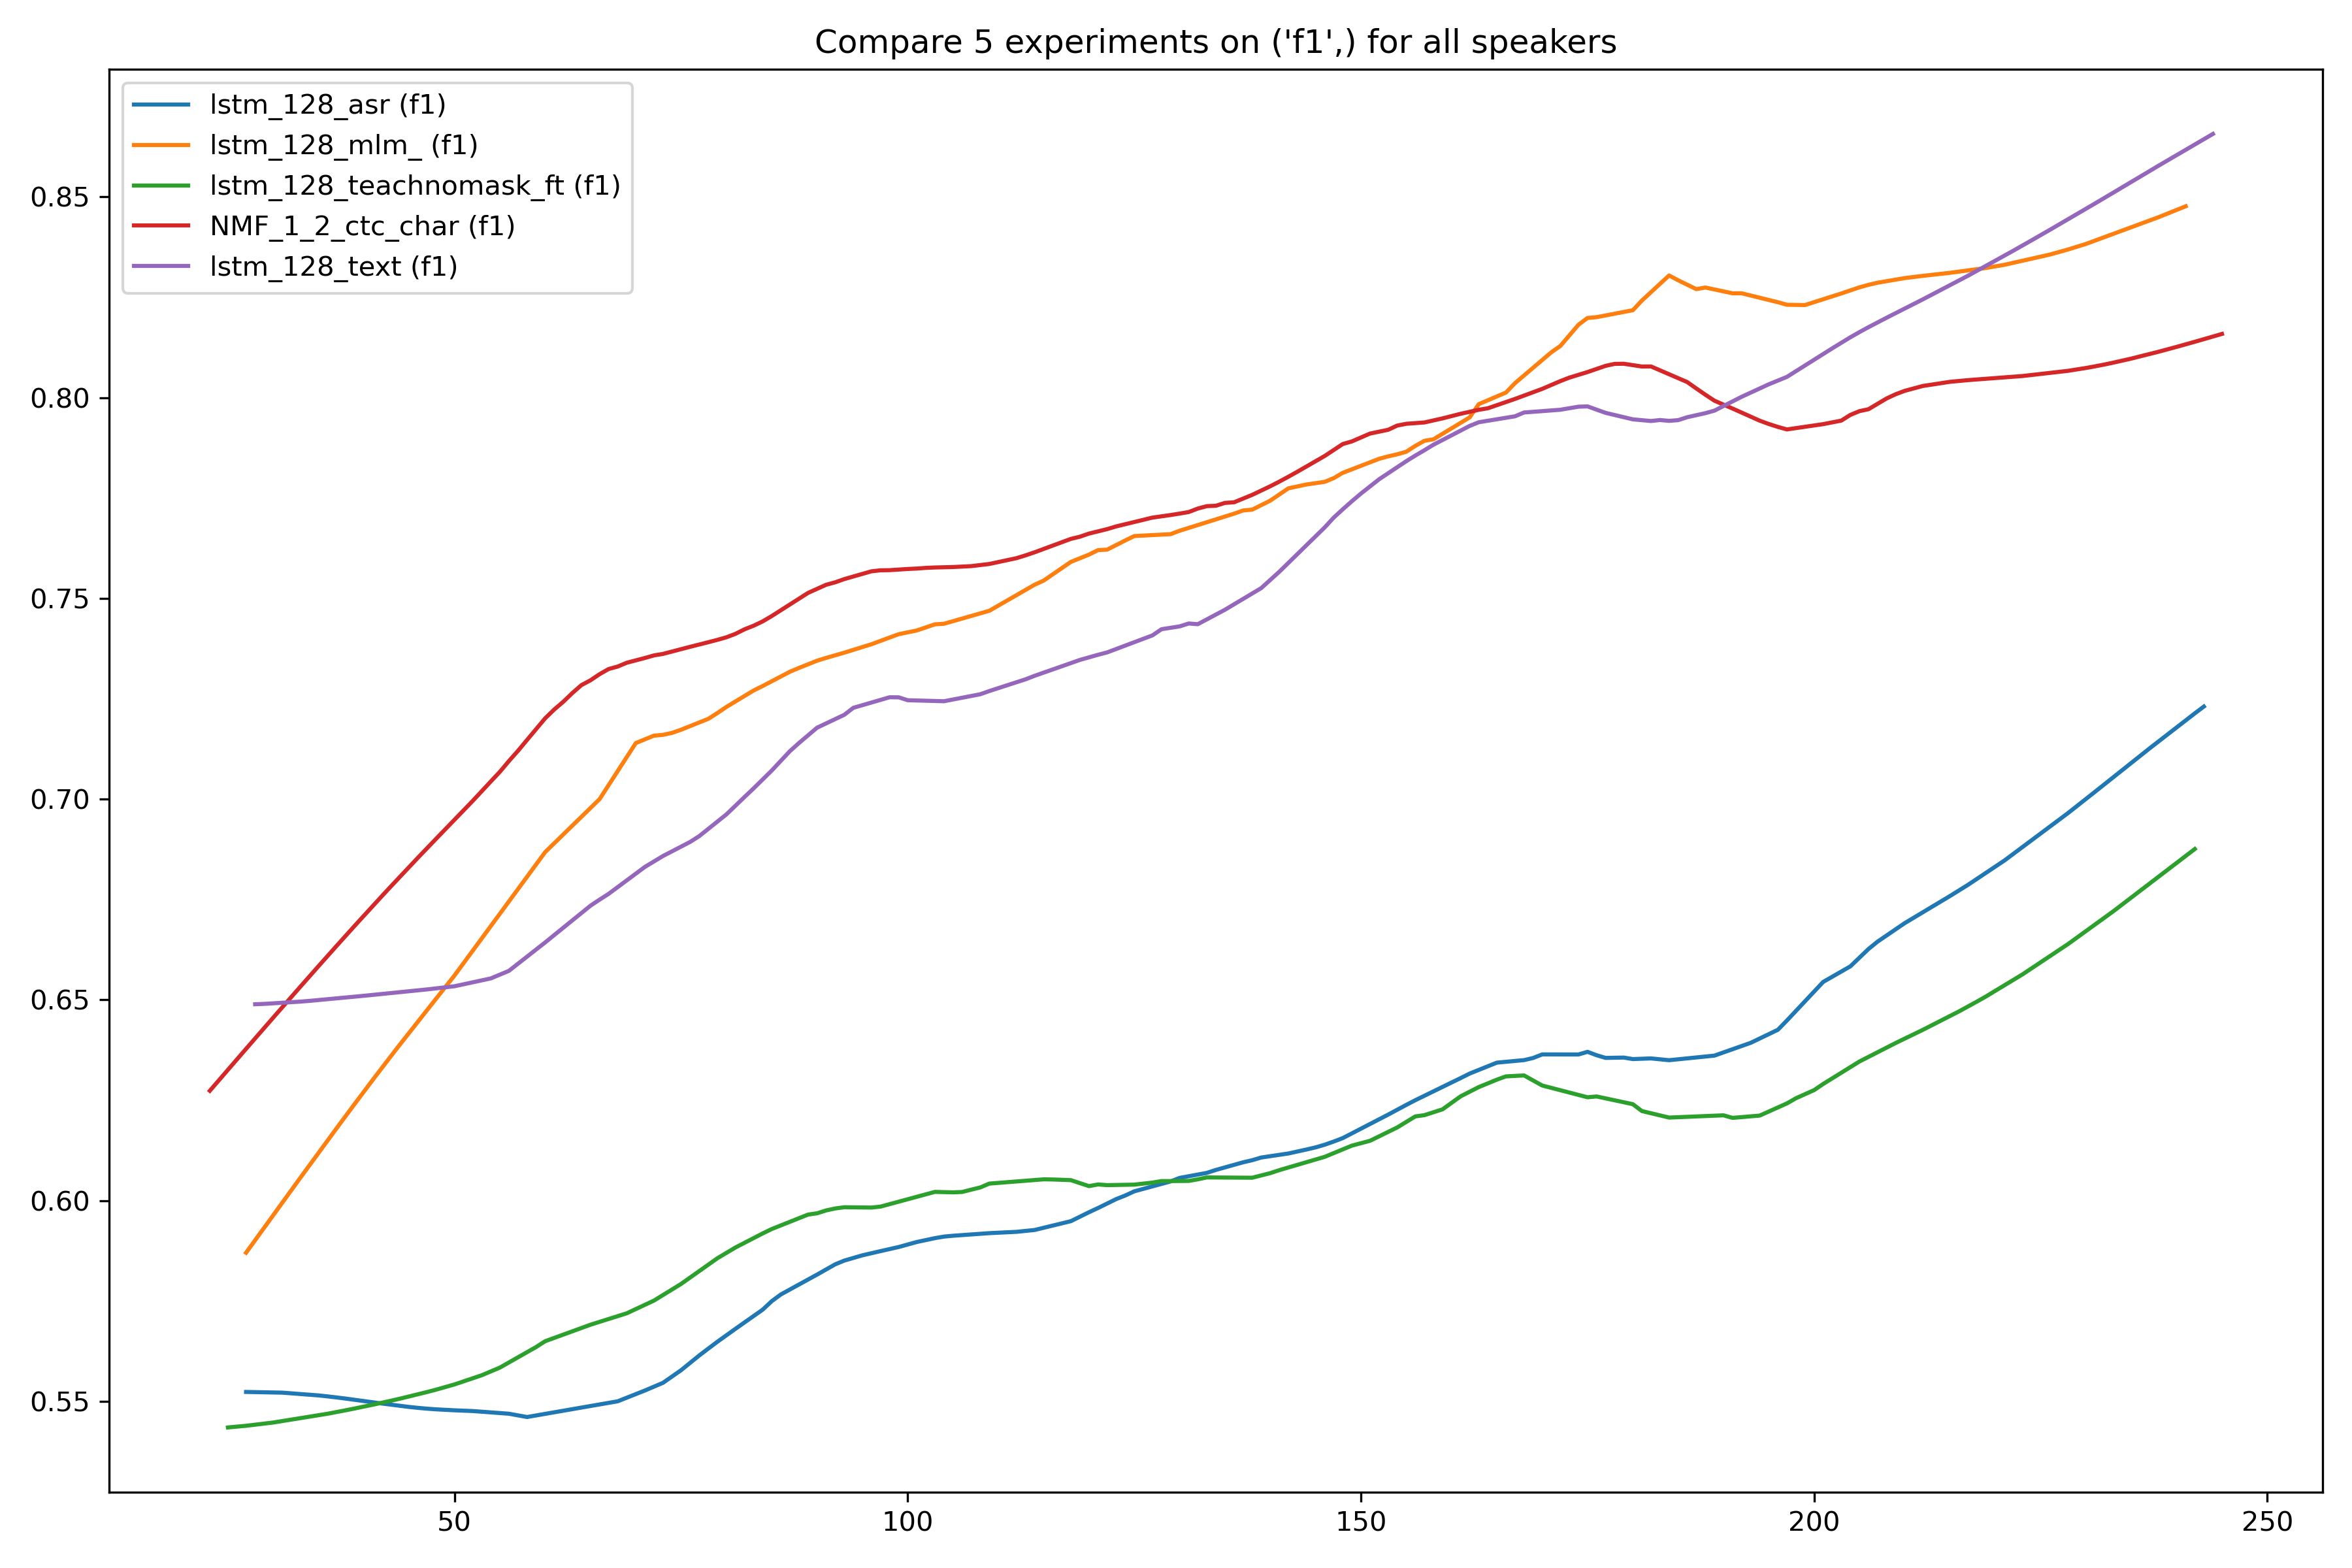 Compare 5 experiments on ('f1',) for all speakers
lstm_128_asr (f1)
lstm_128_mlm_ (f1)
lstm_128_teachnomask_ft (f1)
NMF_1_2_ctc_char (f1)
lstm_128_text (f1)
0.85
0.80
0.75
0.70
0.65
0.60
0.55
50 100 150 200 250